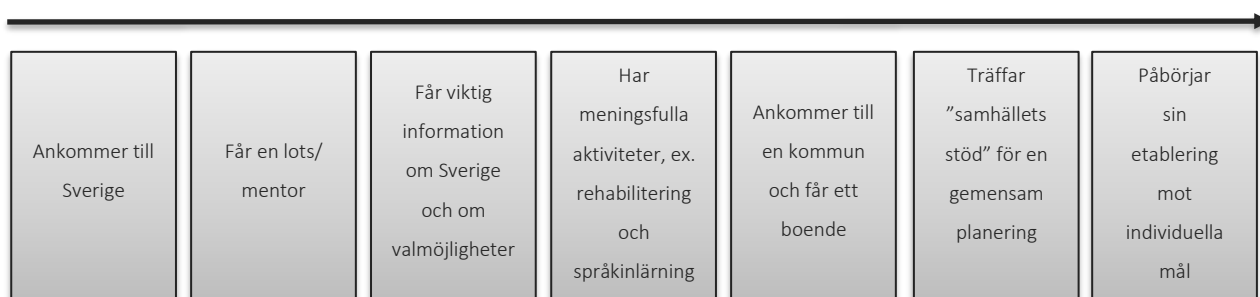 Ankommer till
Sverige
Får en lots/
mentor
Får viktig
information
om Sverige
och om
valmöjligheter
Har
meningsfulla
aktiviteter, ex.
rehabilitering
och
språkinlärning
Ankommer till
en kommun
och får ett
boende
Träffar
”samhällets
stöd” för en
gemensam
planering
Påbörjar
sin
etablering
mot
individuella
mål